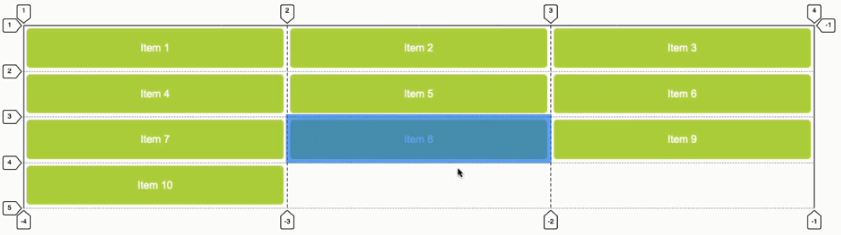 1 2 3 4
1 -1
Item 1 Item 2 Item 3
2
Item 4 Item 5 Item 6
3
Item 7 Item 8 Item 9
4
Item 10
5
-4 -3 -2 -1